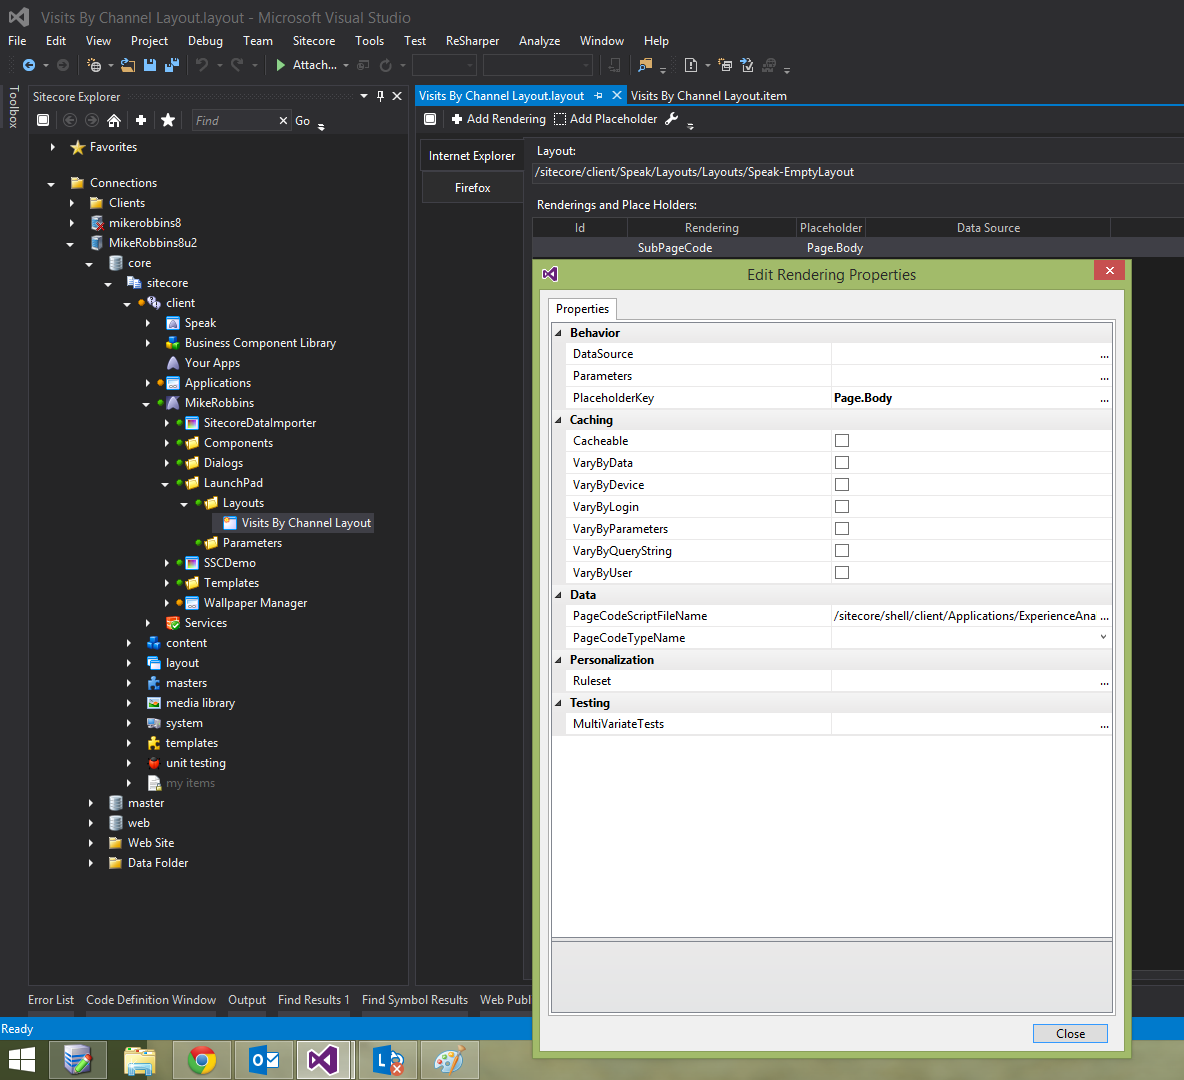 Visits By Channel Layout.layout - Microsoft Visual Studio
File Edit View Project Debug Team Sitecore Tools Test ReSharper Analyze Window Help
Attach...
Toolbox
Sitecore Explorer
Find Go
Favorites
Connections
Clients
mikerobbins8
MikeRobbins8u2
core
sitecore
client
Speak
Business Component Library
Your Apps
Applications
MikeRobbins
SitecoreDataImporter
Components
Dialogs
LaunchPad
Layouts
Visits By Channel Layout
Parameters
SSCDemo
Templates
Wallpaper Manager
Services
content
layout
masters
media library
system
templates
unit testing
my items
master
web
Web Site
Data Folder
Visits By Channel Layout.layout Visits By Channel Layout.item
Add Rendering Add Placeholder
Internet Explorer
Firefox
Layout:
/sitecore/client/Speak/Layouts/Layouts/Speak-EmptyLayout
Renderings and Place Holders:
Id Rendering Placeholder Data Source
SubPageCode Page.Body
Edit Rendering Properties
Properties
Behavior
DataSource ...
Parameters ...
PlaceholderKey Page.Body ...
Caching
Cacheable
VaryByData
VaryByDevice
VaryByLogin
VaryByParameters
VaryByQueryString
VaryByUser
Data
PageCodeScriptFileName /sitecore/shell/client/Applications/ExperienceAna ...
PageCodeTypeName
Personalization
Ruleset ...
Testing
MultiVariateTests ...
Close
Error List Code Definition Window Output Find Results 1 Find Symbol Results Web Publ
Ready